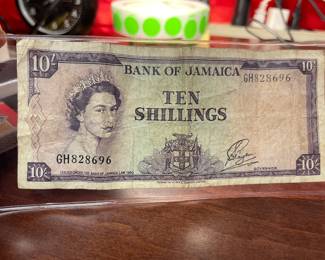 10/-
BANK OF JAMAICA
GH828696
TEN
SHILLINGS
GH828696
GOVERNOR
10/-
10/-